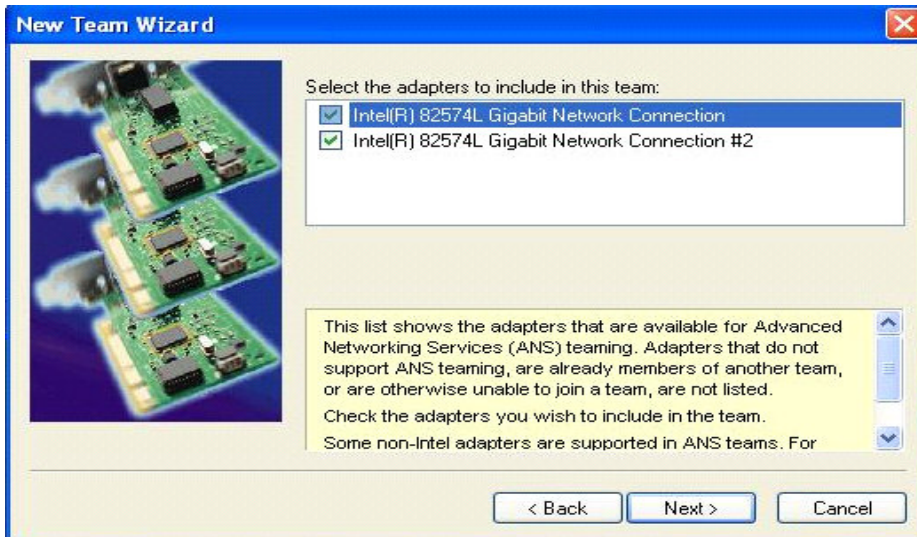 New Team Wizard
Select the adapters to include in this team:
Intel(R) 82574L Gigabit Network Connection
Intel(R) 82574L Gigabit Network Connection #2
This list shows the adapters that are available for Advanced
Networking Services (ANS) teaming. Adapters that do not
support ANS teaming, are already members of another team,
or are otherwise unable to join a team, are not listed.
Check the adapters you wish to include in the team.
Some non-Intel adapters are supported in ANS teams. For
< Back
Next >
Cancel